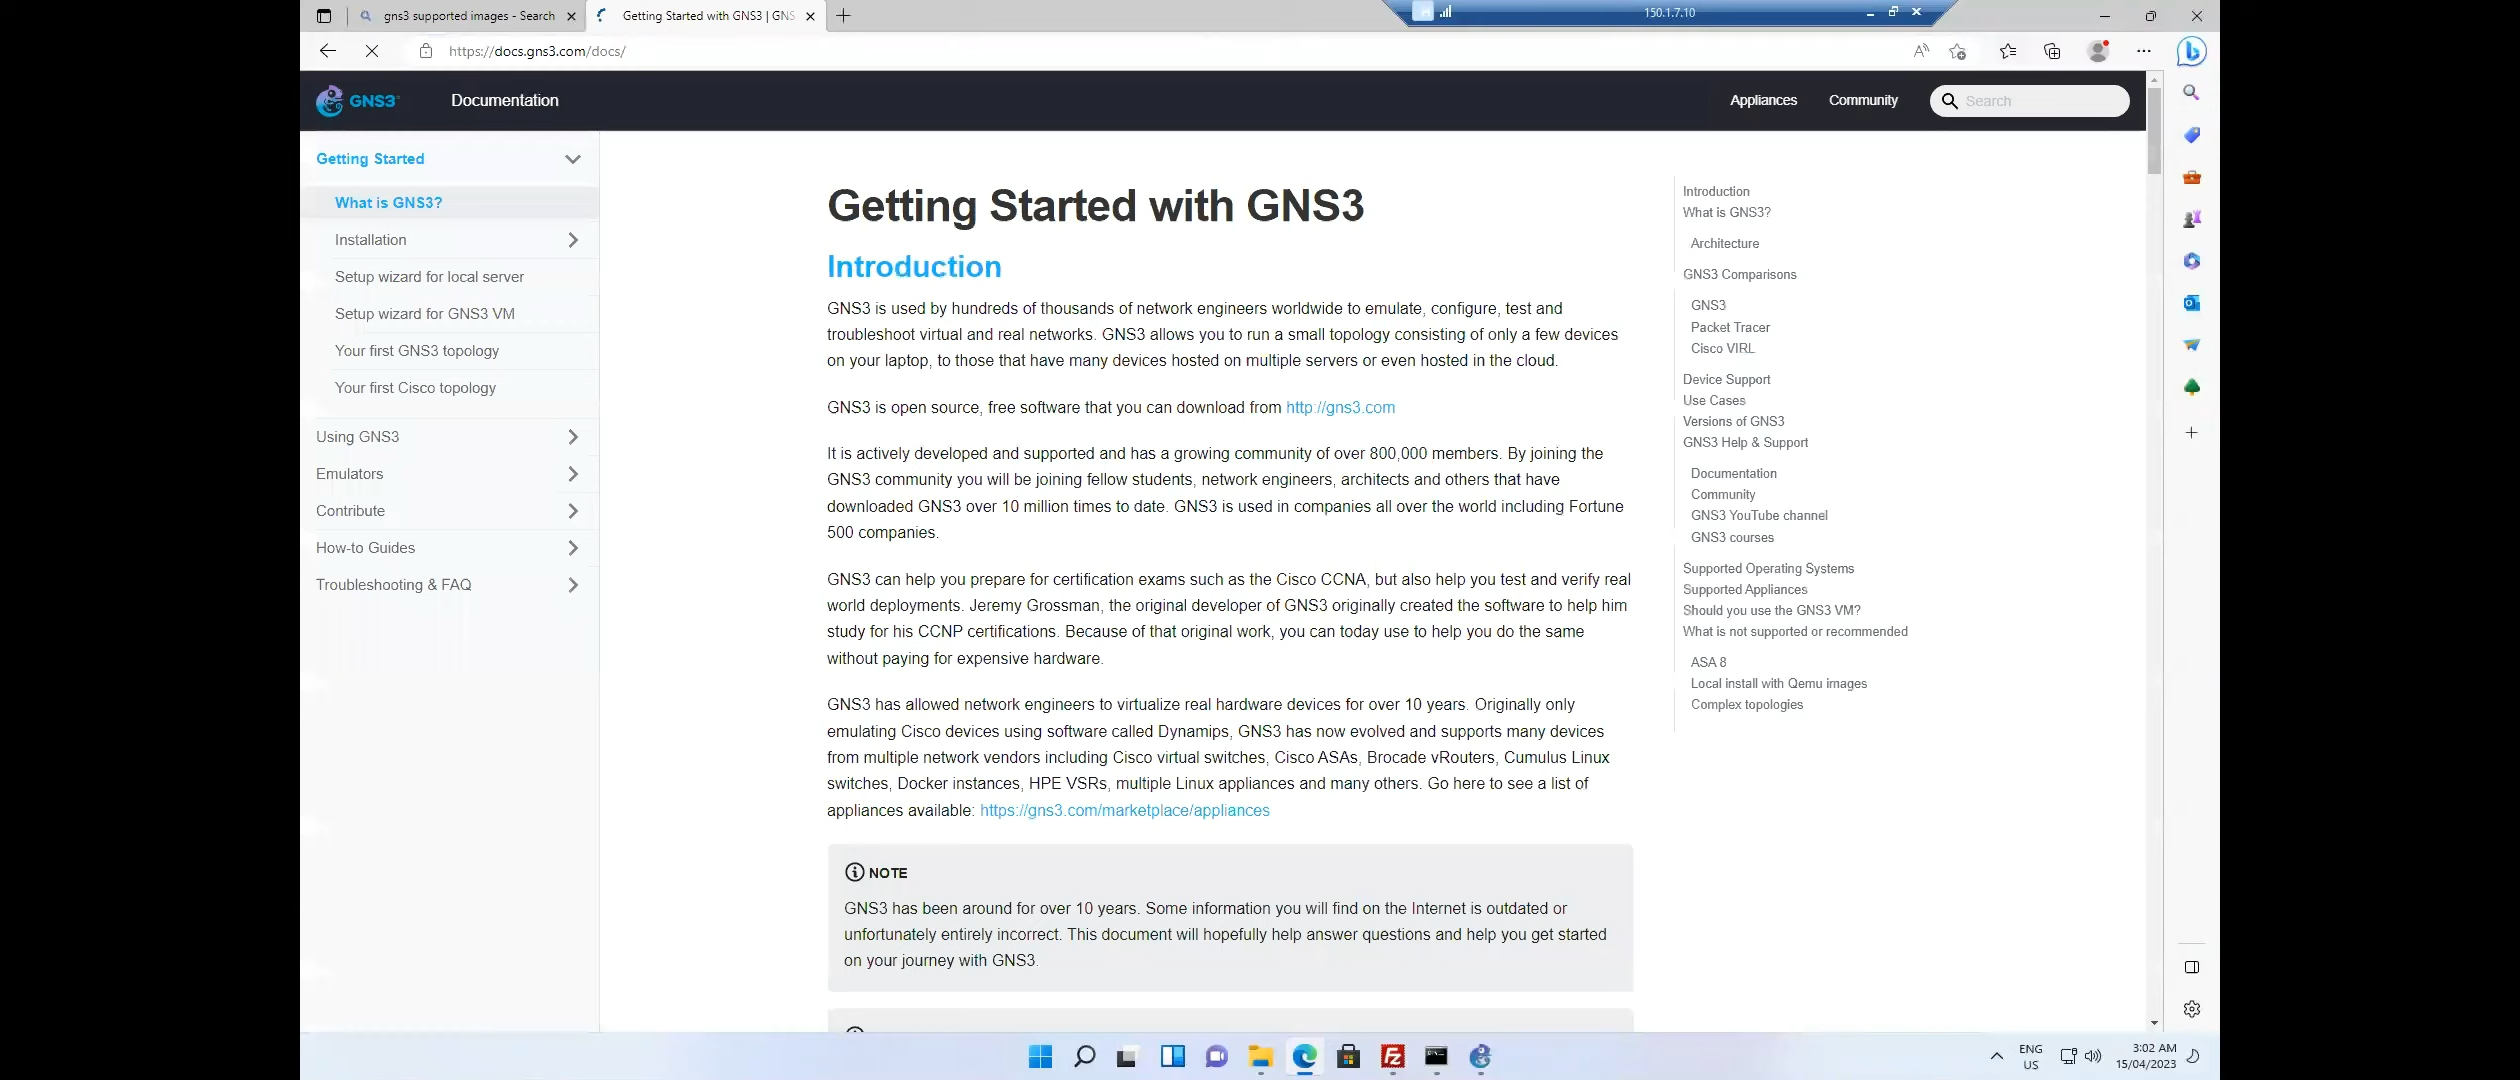 gns3 supported images - Search
Getting Started with GNS3 | GNS
150.1.7.10
https://docs.gns3.com/docs/
GNS3
Documentation
Appliances
Community
Search
Getting Started
What is GNS3?
Installation
Setup wizard for local server
Setup wizard for GNS3 VM
Your first GNS3 topology
Your first Cisco topology
Using GNS3
Emulators
Contribute
How-to Guides
Troubleshooting & FAQ
Getting Started with GNS3
Introduction
GNS3 is used by hundreds of thousands of network engineers worldwide to emulate, configure, test and
troubleshoot virtual and real networks. GNS3 allows you to run a small topology consisting of only a few devices
on your laptop, to those that have many devices hosted on multiple servers or even hosted in the cloud.
GNS3 is open source, free software that you can download from http://gns3.com
It is actively developed and supported and has a growing community of over 800,000 members. By joining the
GNS3 community you will be joining fellow students, network engineers, architects and others that have
downloaded GNS3 over 10 million times to date. GNS3 is used in companies all over the world including Fortune
500 companies.
GNS3 can help you prepare for certification exams such as the Cisco CCNA, but also help you test and verify real
world deployments. Jeremy Grossman, the original developer of GNS3 originally created the software to help him
study for his CCNP certifications. Because of that original work, you can today use to help you do the same
without paying for expensive hardware.
GNS3 has allowed network engineers to virtualize real hardware devices for over 10 years. Originally only
emulating Cisco devices using software called Dynamips, GNS3 has now evolved and supports many devices
from multiple network vendors including Cisco virtual switches, Cisco ASAs, Brocade vRouters, Cumulus Linux
switches, Docker instances, HPE VSRs, multiple Linux appliances and many others. Go here to see a list of
appliances available: https://gns3.com/marketplace/appliances
NOTE
GNS3 has been around for over 10 years. Some information you will find on the Internet is outdated or
unfortunately entirely incorrect. This document will hopefully help answer questions and help you get started
on your journey with GNS3.
Introduction
What is GNS3?
Architecture
GNS3 Comparisons
GNS3
Packet Tracer
Cisco VIRL
Device Support
Use Cases
Versions of GNS3
GNS3 Help & Support
Documentation
Community
GNS3 YouTube channel
GNS3 courses
Supported Operating Systems
Supported Appliances
Should you use the GNS3 VM?
What is not supported or recommended
ASA 8
Local install with Qemu images
Complex topologies
ENG
US
3:02 AM
15/04/2023